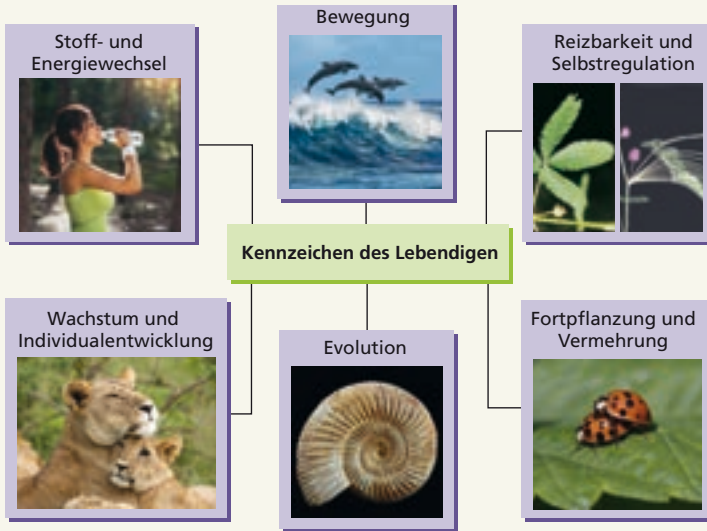 Bewegung
Stoff- und
Energiewechsel
Reizbarkeit und
Selbstregulation
Kennzeichen des Lebendigen
Wachstum und
Individualentwicklung
Evolution
Fortpflanzung und
Vermehrung